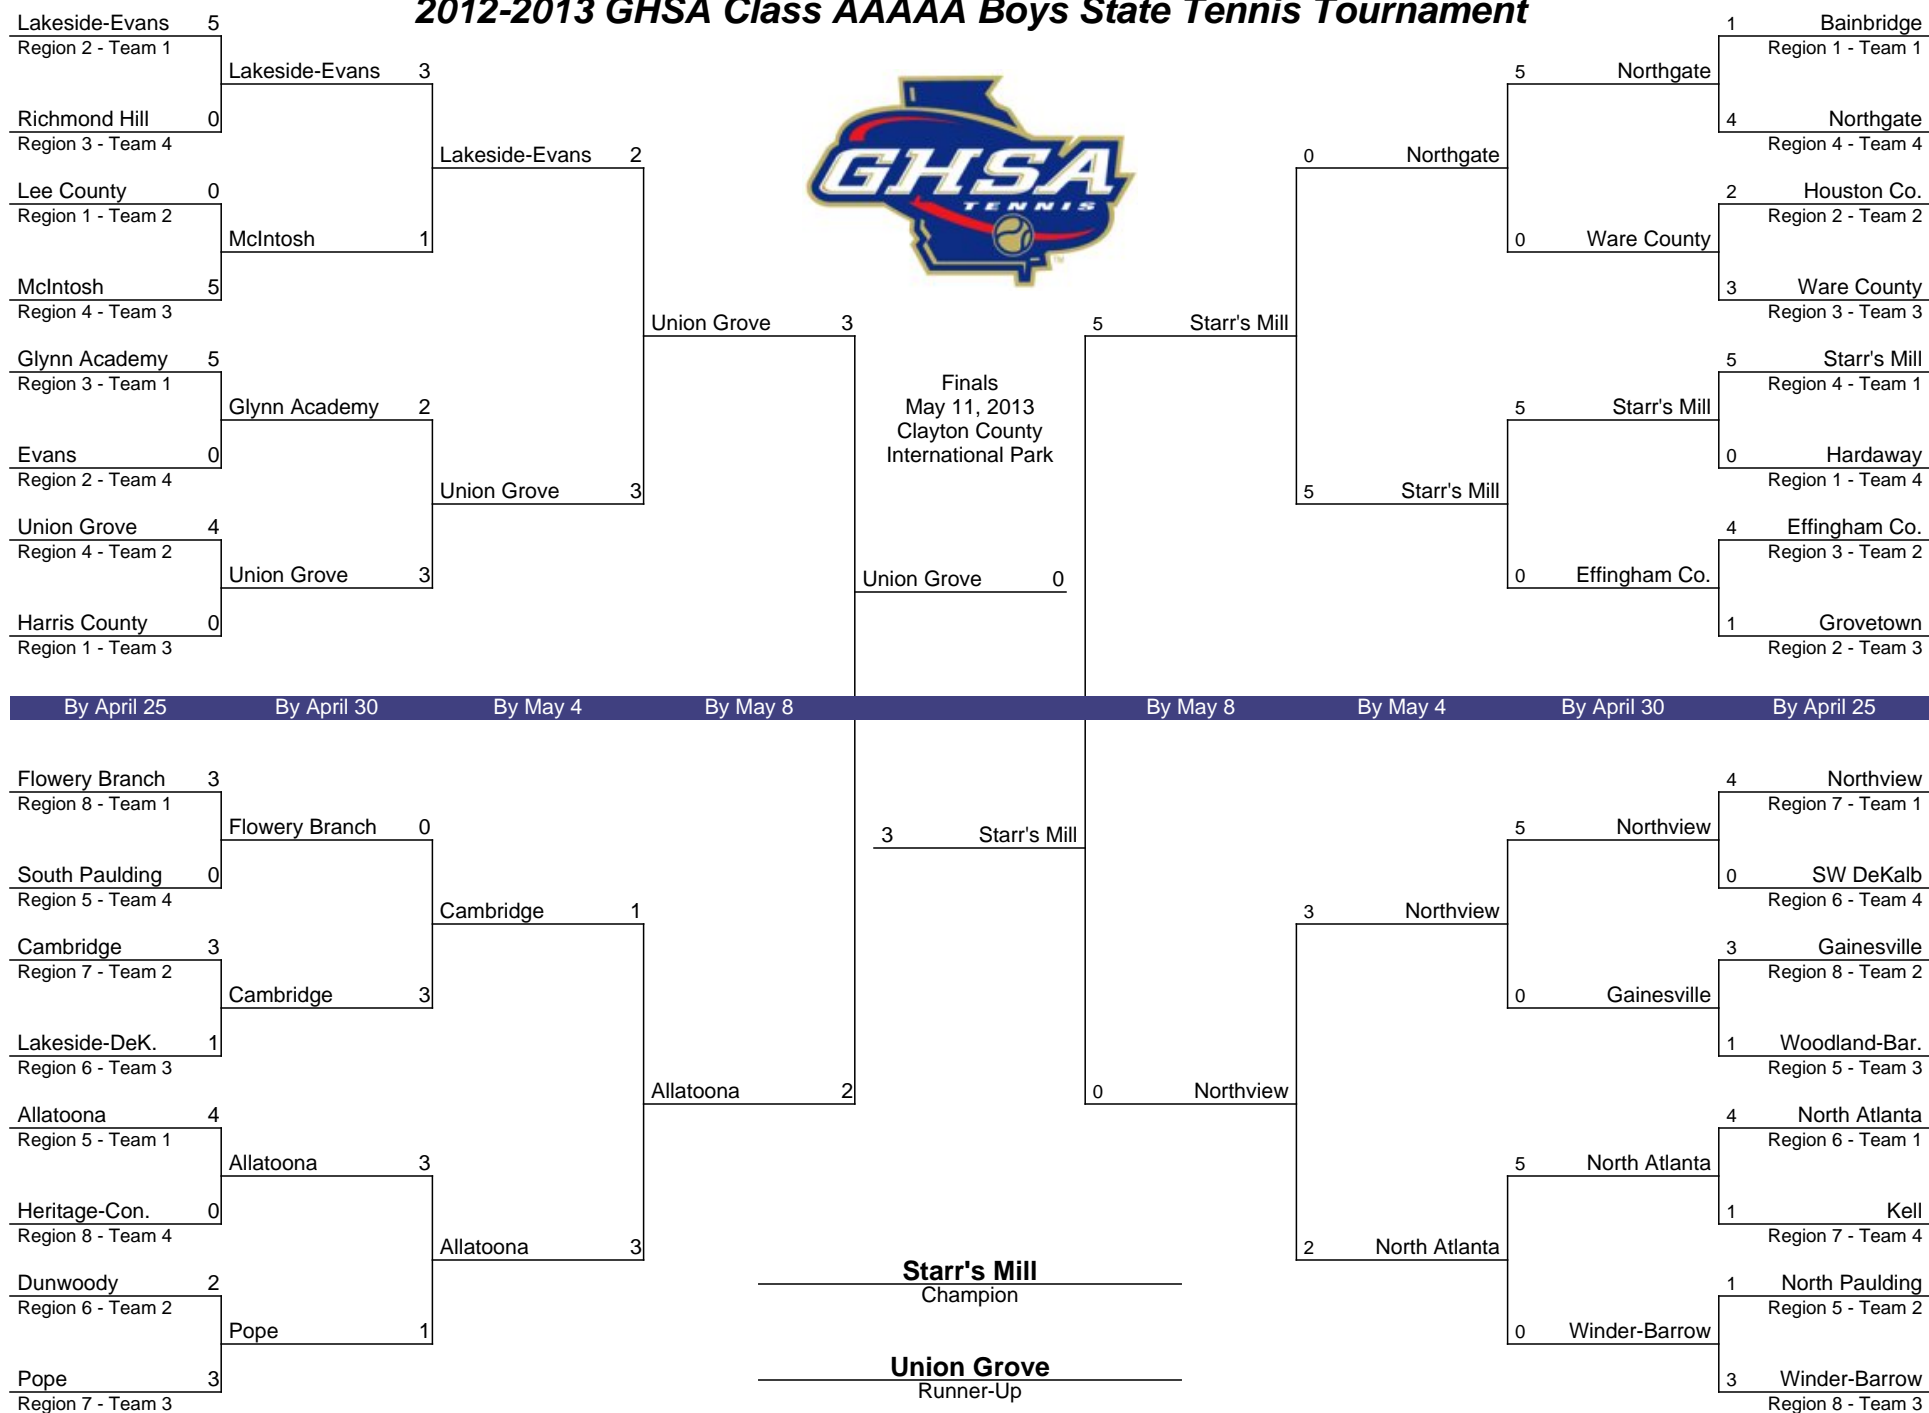 2012-2013 GHSA Class AAAAA Boys State Tennis Tournament
Lakeside-Evans 5
Region 2 - Team 1
Richmond Hill 0
Region 3 - Team 4
Lee County 0
Region 1 - Team 2
McIntosh 5
Region 4 - Team 3
Glynn Academy 5
Region 3 - Team 1
Evans 0
Region 2 - Team 4
Union Grove 4
Region 4 - Team 2
Harris County 0
Region 1 - Team 3
Lakeside-Evans 3
McIntosh 1
Glynn Academy 2
Union Grove 3
Lakeside-Evans 2
Union Grove 3
Union Grove 3
GHSA
TENNIS
TM
Finals
May 11, 2013
Clayton County
International Park
Union Grove 0
5 Starr's Mill
0 Northgate
5 Starr's Mill
5 Northgate
0 Ware County
5 Starr's Mill
0 Effingham Co.
1 Bainbridge
Region 1 - Team 1
4 Northgate
Region 4 - Team 4
2 Houston Co.
Region 2 - Team 2
3 Ware County
Region 3 - Team 3
5 Starr's Mill
Region 4 - Team 1
0 Hardaway
Region 1 - Team 4
4 Effingham Co.
Region 3 - Team 2
1 Grovetown
Region 2 - Team 3
By April 25 By April 30 By May 4 By May 8 By May 8 By May 4 By April 30 By April 25
Flowery Branch 3
Region 8 - Team 1
South Paulding 0
Region 5 - Team 4
Cambridge 3
Region 7 - Team 2
Lakeside-DeK. 1
Region 6 - Team 3
Allatoona 4
Region 5 - Team 1
Heritage-Con. 0
Region 8 - Team 4
Dunwoody 2
Region 6 - Team 2
Pope 3
Region 7 - Team 3
Flowery Branch 0
Cambridge 3
Allatoona 3
Pope 1
Cambridge 1
Allatoona 3
Allatoona 2
3 Starr's Mill
Starr's Mill
Champion
Union Grove
Runner-Up
0 Northview
3 Northview
2 North Atlanta
5 Northview
0 Gainesville
5 North Atlanta
0 Winder-Barrow
4 Northview
Region 7 - Team 1
0 SW DeKalb
Region 6 - Team 4
3 Gainesville
Region 8 - Team 2
1 Woodland-Bar.
Region 5 - Team 3
4 North Atlanta
Region 6 - Team 1
1 Kell
Region 7 - Team 4
1 North Paulding
Region 5 - Team 2
3 Winder-Barrow
Region 8 - Team 3